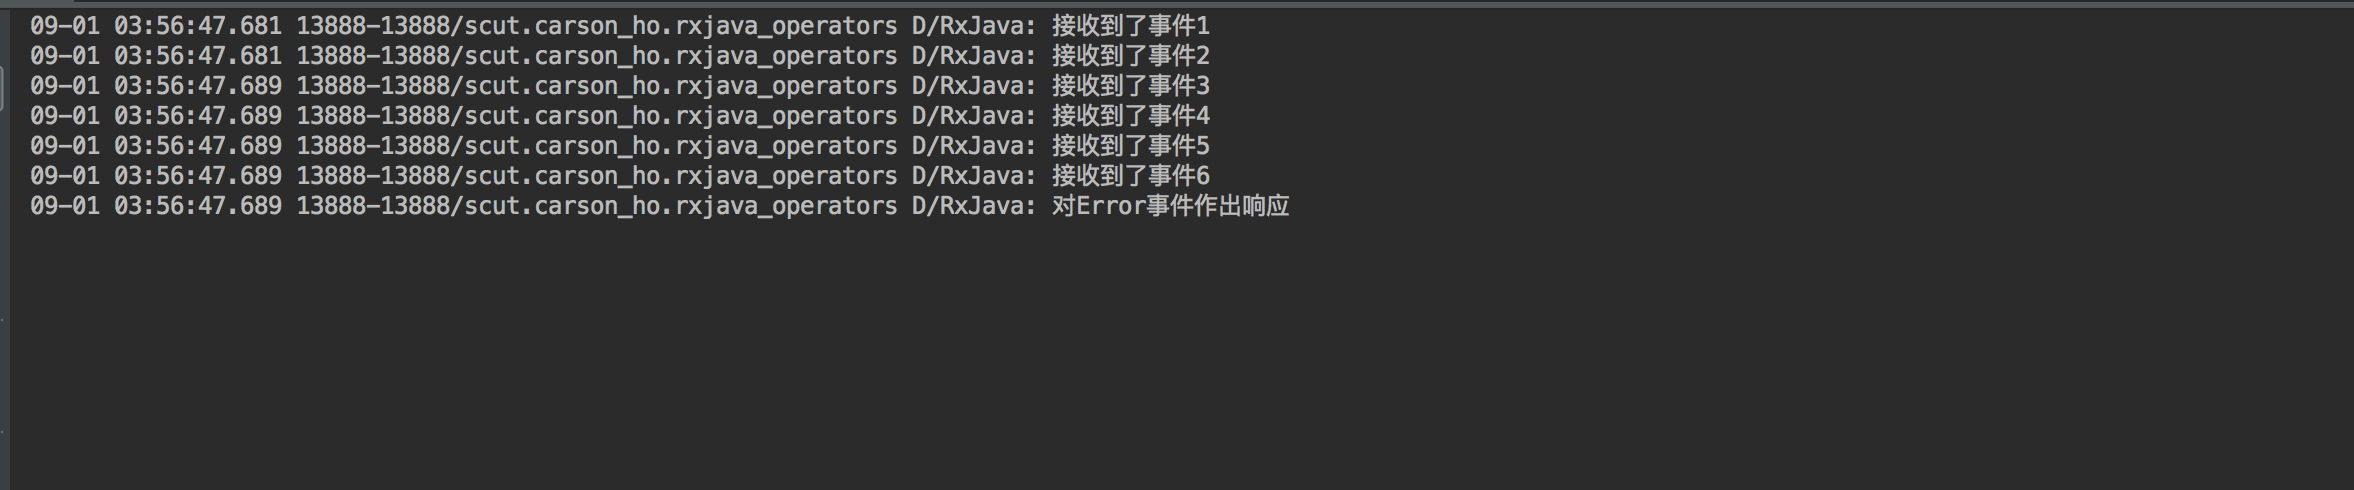 09-01 03:56:47.681 13888-13888/scut.carson_ho.rxjava_operators D/RxJava: 接收到了事件1
09-01 03:56:47.681 13888-13888/scut.carson_ho.rxjava_operators D/RxJava: 接收到了事件2
09-01 03:56:47.689 13888-13888/scut.carson_ho.rxjava_operators D/RxJava: 接收到了事件3
09-01 03:56:47.689 13888-13888/scut.carson_ho.rxjava_operators D/RxJava: 接收到了事件4
09-01 03:56:47.689 13888-13888/scut.carson_ho.rxjava_operators D/RxJava: 接收到了事件5
09-01 03:56:47.689 13888-13888/scut.carson_ho.rxjava_operators D/RxJava: 接收到了事件6
09-01 03:56:47.689 13888-13888/scut.carson_ho.rxjava_operators D/RxJava: 对Error事件作出响应